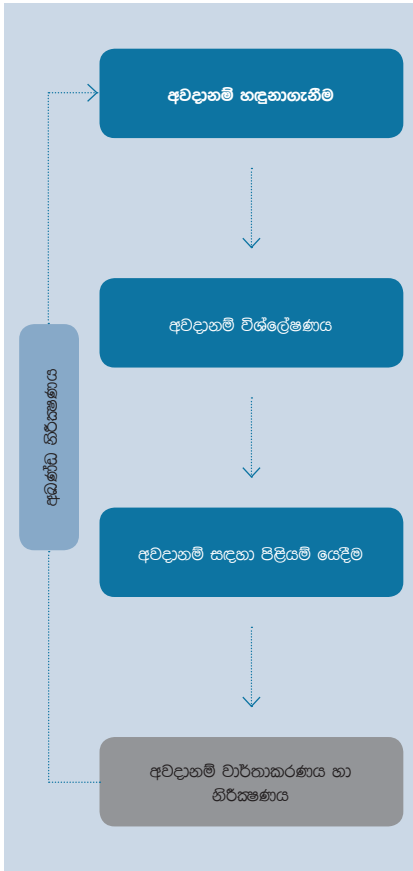 අවදානම් හඳුනාගැනීම
අවදානම් විශ්ලේෂණය
අඛණ්ඩ නිරීක්‍ෂණය
අවදානම් සඳහා පිළියම් යෙදීම
අවදානම් වාර්තාකරණය හා
නිරීක්‍ෂණය